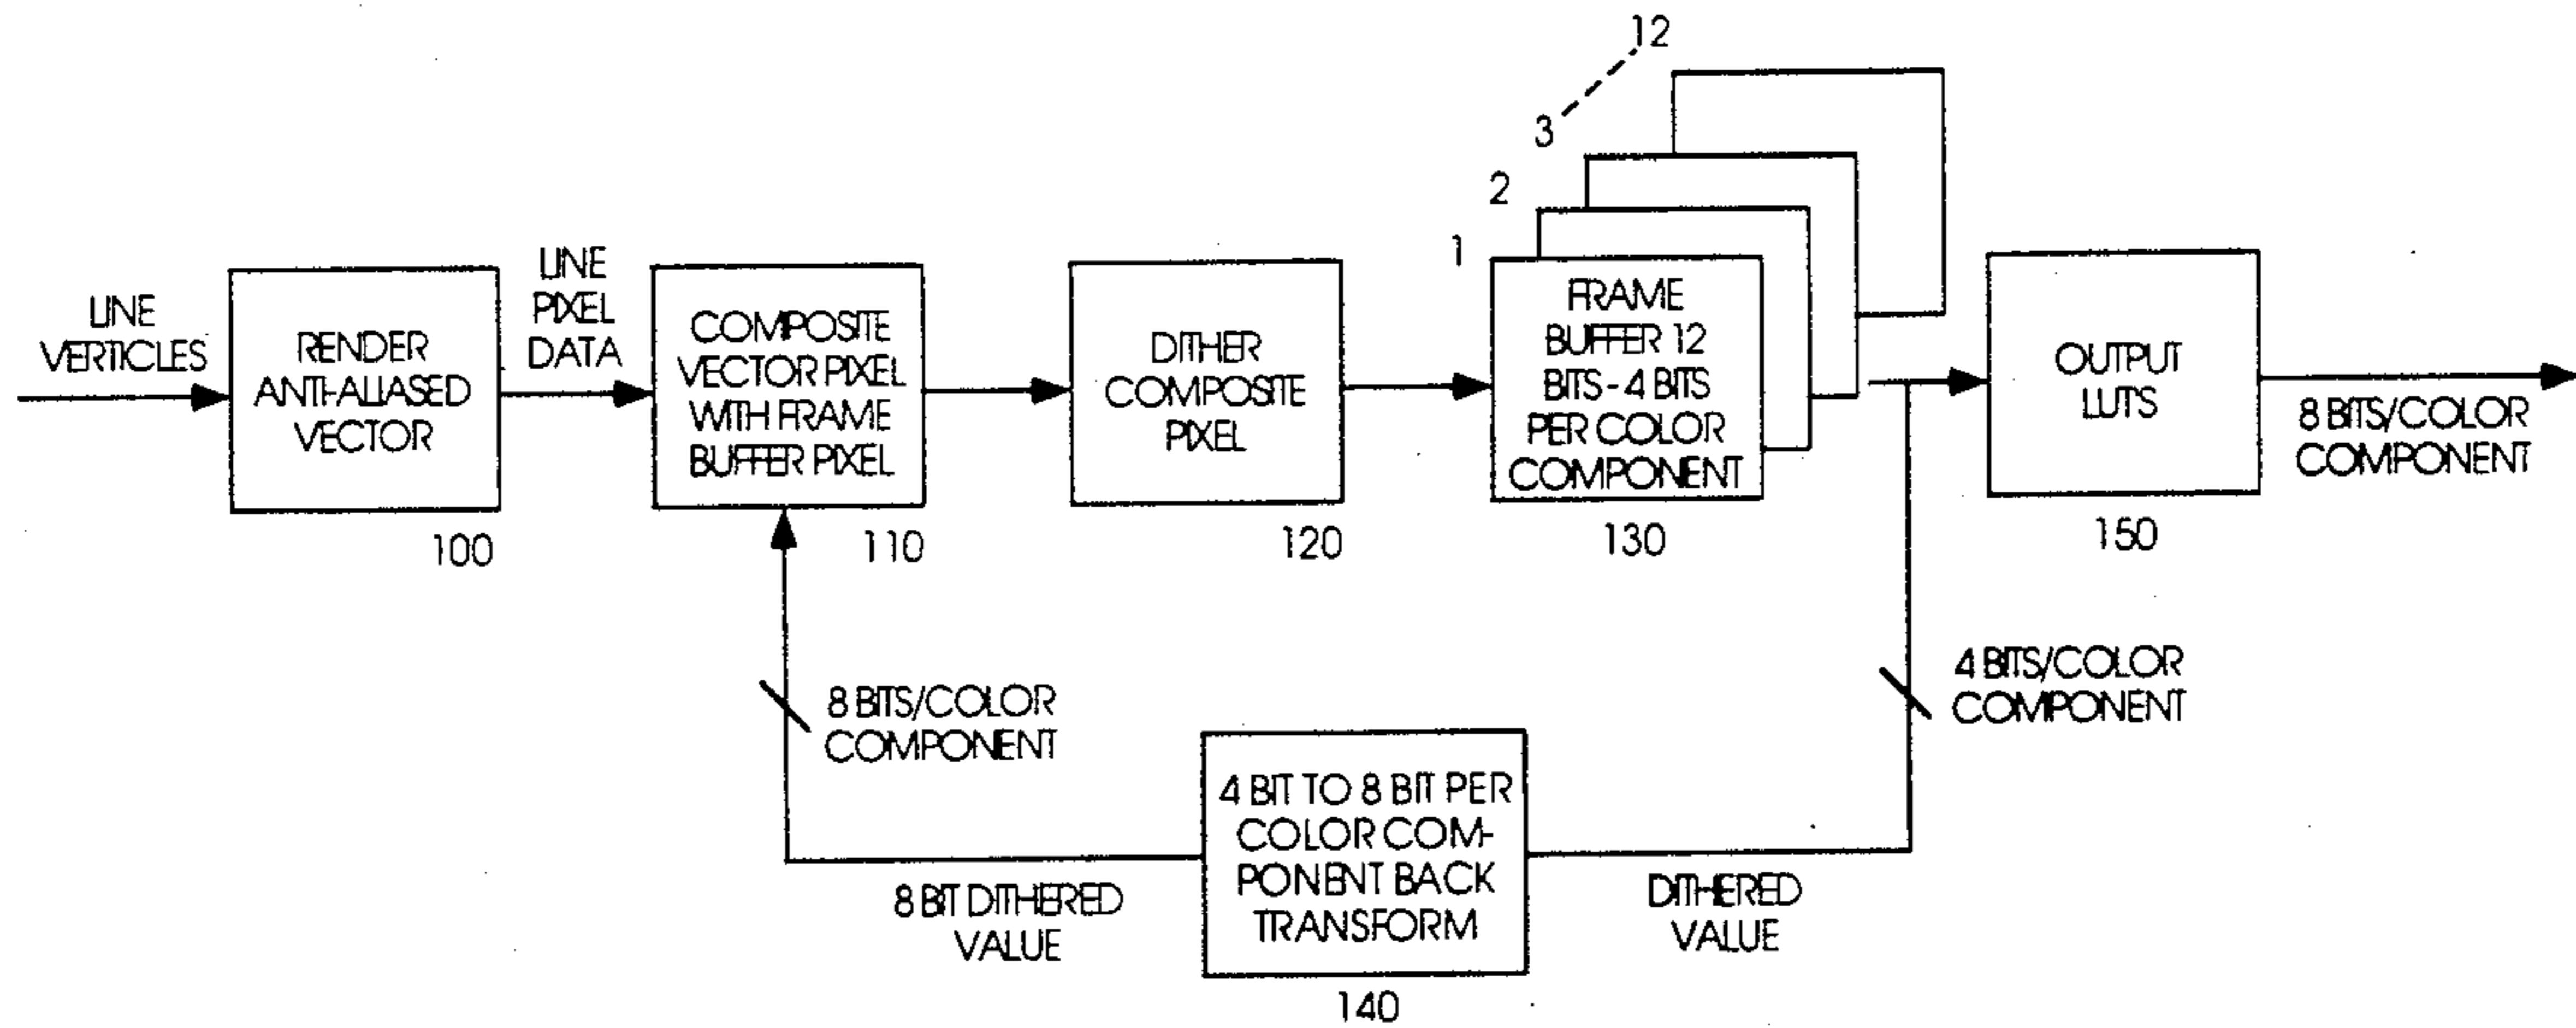 12
3
2
1
LINE
VERTICLES
RENDER
ANTI-ALIASED
VECTOR
100
LINE
PIXEL
DATA
COMPOSITE
VECTOR PIXEL
WITH FRAME
BUFFER PIXEL
110
DITHER
COMPOSITE
PIXEL
120
FRAME
BUFFER 12
BITS - 4 BITS
PER COLOR
COMPONENT
130
OUTPUT
LUTS
150
8 BITS/COLOR
COMPONENT
8 BITS/COLOR
COMPONENT
4 BITS/COLOR
COMPONENT
4 BIT TO 8 BIT PER
COLOR COM-
PONENT BACK
TRANSFORM
140
8 BIT DITHERED
VALUE
DITHERED
VALUE